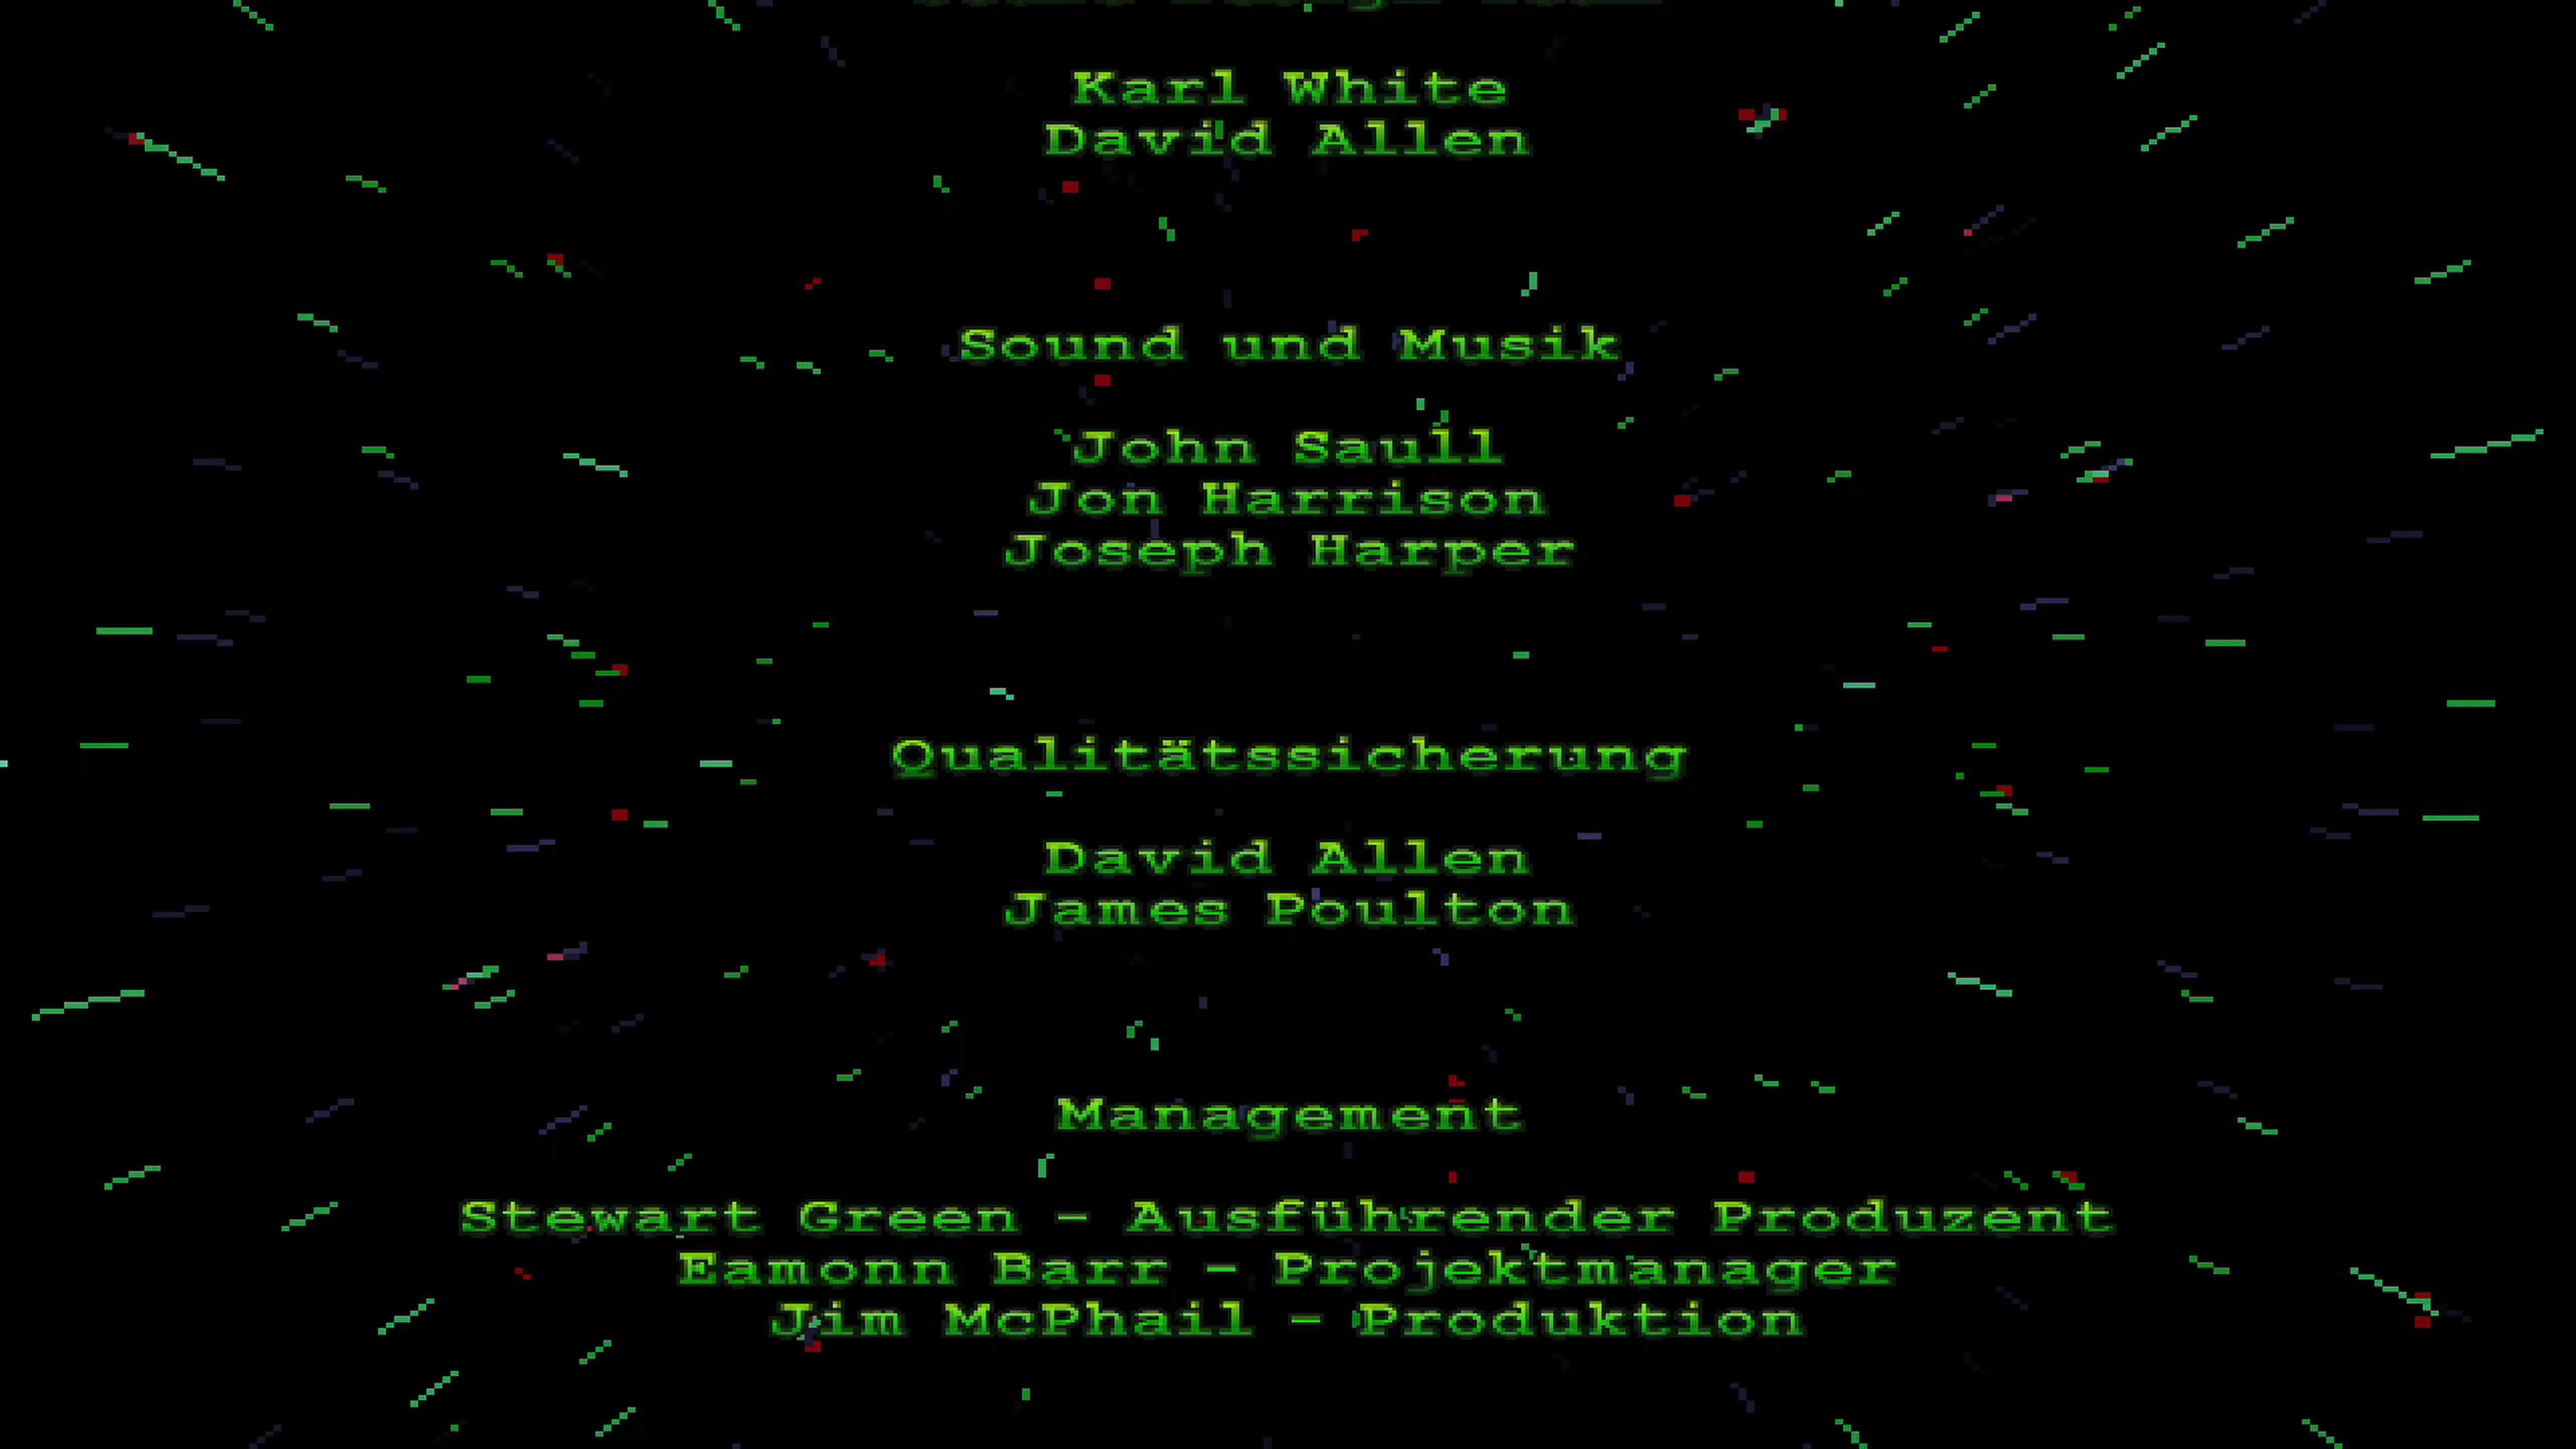 Karl White
David Allen
Sound und Musik
John Saull
Jon Harrison
Joseph Harper
Qualitätssicherung
David Allen
James Poulton
Management
Stewart Green - Ausführender Produzent
Eamonn Barr - Projektmanager
Jim McPhail - Produktion